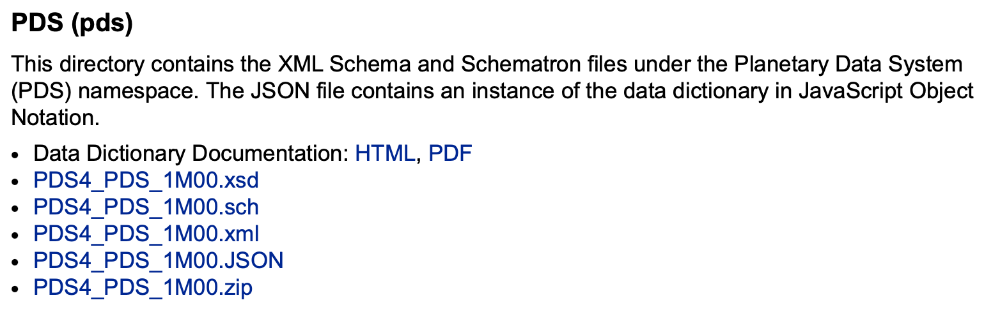 PDS (pds)
This directory contains the XML Schema and Schematron files under the Planetary Data System
(PDS) namespace. The JSON file contains an instance of the data dictionary in JavaScript Object
Notation.
• Data Dictionary Documentation: HTML, PDF
• PDS4_PDS_1M00.xsd
• PDS4_PDS_1M00.sch
• PDS4_PDS_1M00.xml
• PDS4_PDS_1M00.JSON
• PDS4_PDS_1M00.zip